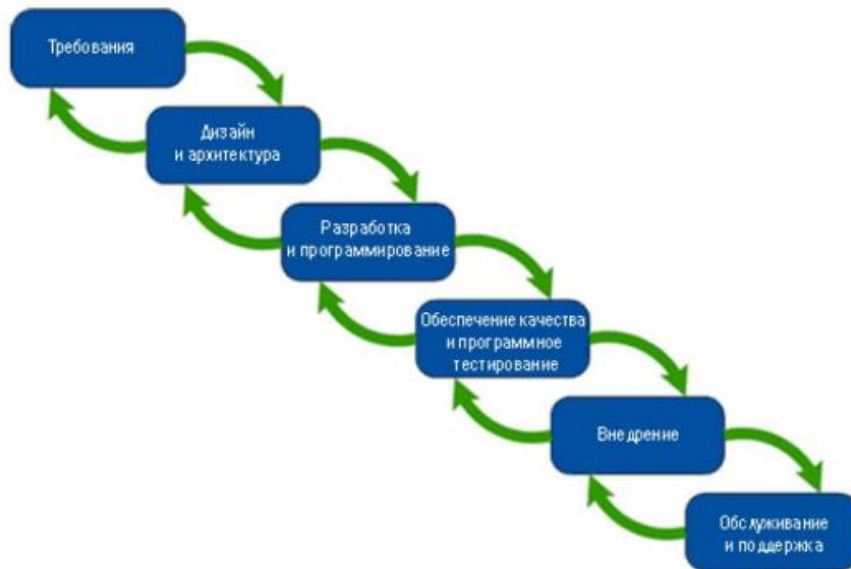 Требования
Дизайн
и архитектура
Разработка
и программирование
Обеспечение качества
и программное
тестирование
Внедрение
Обслуживание
и поддержка